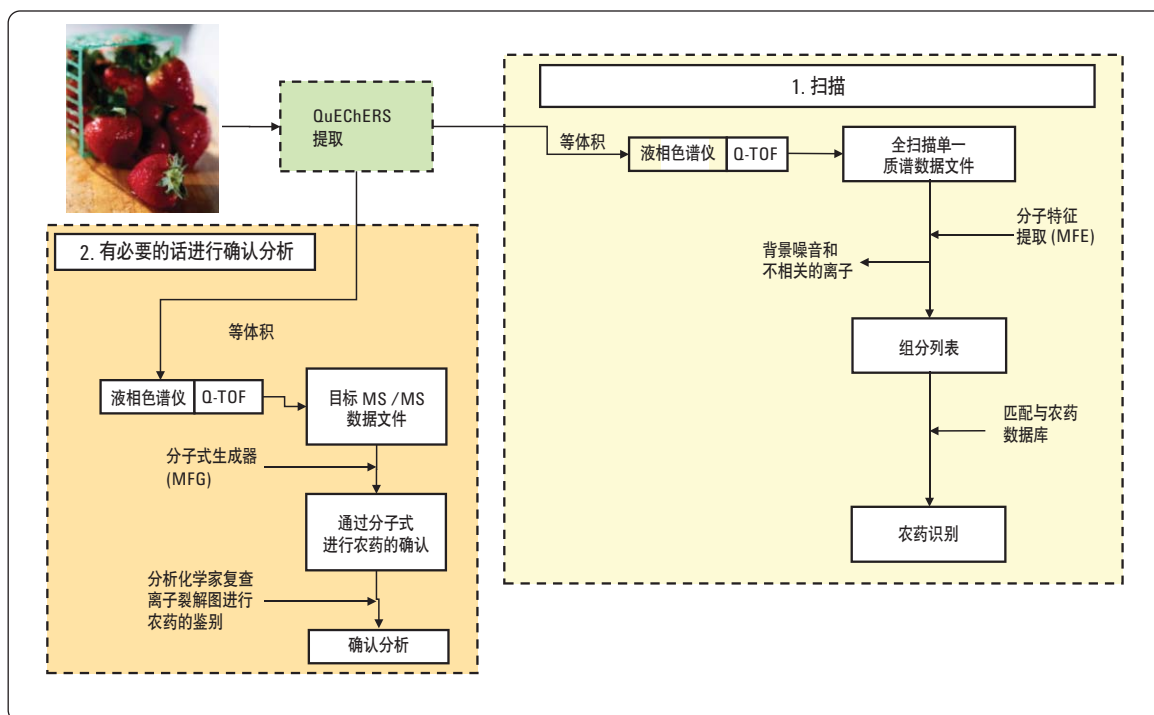 QuEChERS
提取
1. 扫描
等体积
液相色谱仪 Q-TOF
全扫描单一
质谱数据文件
分子特征
提取 (MFE)
背景噪音和
不相关的离子
组分列表
匹配与农药
数据库
农药识别
2. 有必要的话进行确认分析
等体积
液相色谱仪 Q-TOF
目标 MS /MS
数据文件
分子式生成器
(MFG)
通过分子式
进行农药的确认
分析化学家复查
离子裂解图进行
农药的鉴别
确认分析